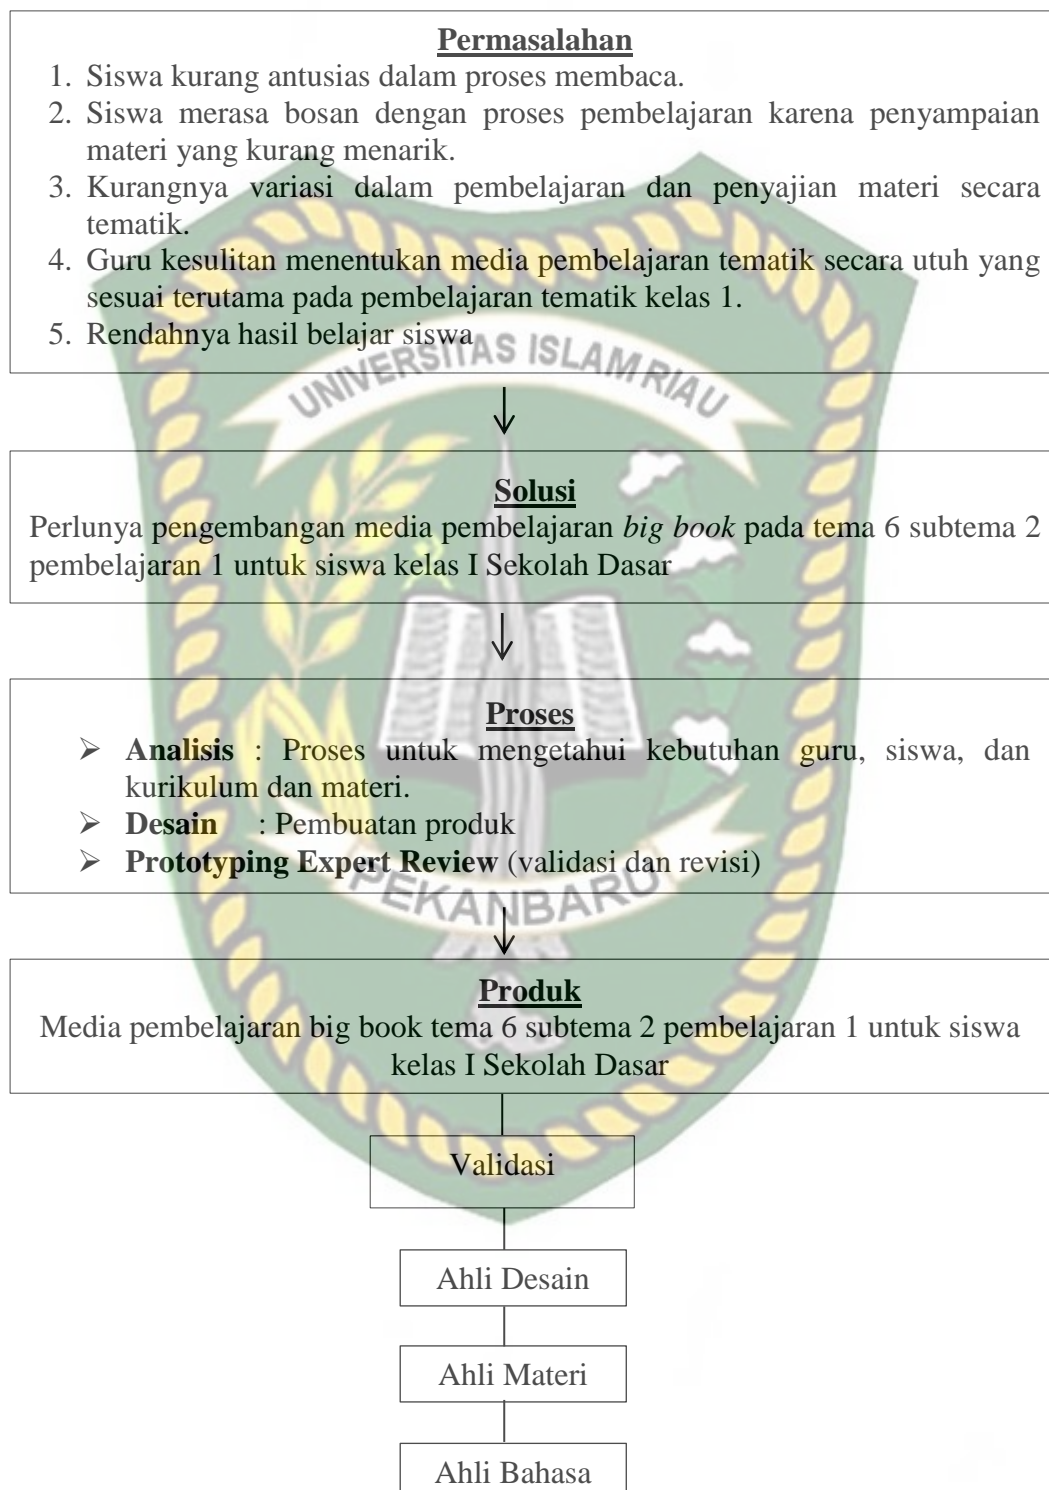 Permasalahan
1. Siswa kurang antusias dalam proses membaca.
2. Siswa merasa bosan dengan proses pembelajaran karena penyampaian
materi yang kurang menarik.
3. Kurangnya variasi dalam pembelajaran dan penyajian materi secara
tematik.
4. Guru kesulitan menentukan media pembelajaran tematik secara utuh yang
sesuai terutama pada pembelajaran tematik kelas 1.
5. Rendahnya hasil belajar siswa
UNIVERSITAS ISLAM RIAU
Solusi
Perlunya pengembangan media pembelajaran big book pada tema 6 subtema 2
pembelajaran 1 untuk siswa kelas I Sekolah Dasar
Proses
➢ Analisis : Proses untuk mengetahui kebutuhan guru, siswa, dan
kurikulum dan materi.
➢ Desain : Pembuatan produk
➢ Prototyping Expert Review (validasi dan revisi)
PEKANBARU
Produk
Media pembelajaran big book tema 6 subtema 2 pembelajaran 1 untuk siswa
kelas I Sekolah Dasar
Validasi
Ahli Desain
Ahli Materi
Ahli Bahasa